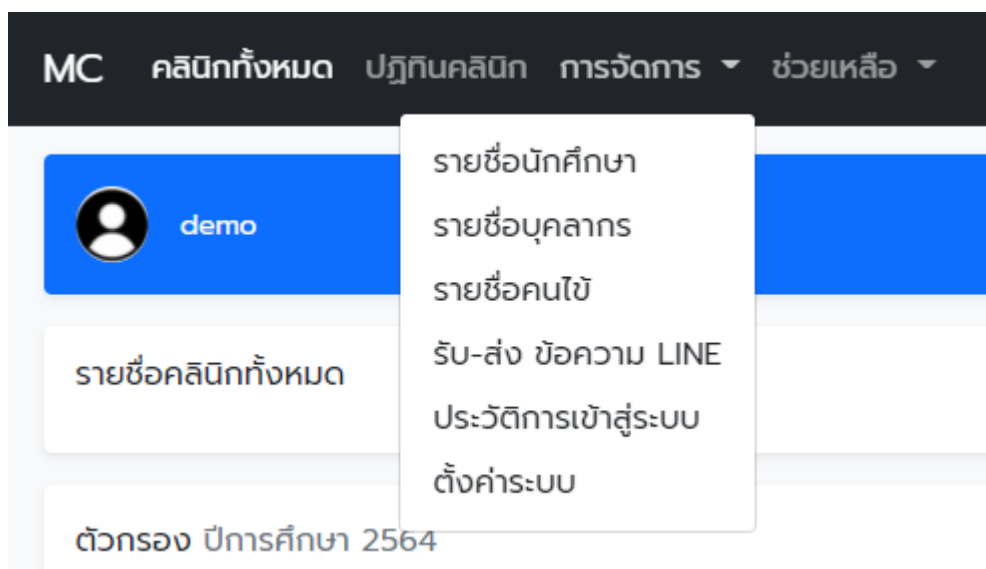 MC คลินิกทั้งหมด ปฏิทินคลินิก การจัดการ ช่วยเหลือ
รายชื่อนักศึกษา
demo
รายชื่อบุคลากร
รายชื่อคนไข้
รับ-ส่ง ข้อความ LINE
รายชื่อคลินิกทั้งหมด
ประวัติการเข้าสู่ระบบ
ตั้งค่าระบบ
ตัวกรอง ปีการศึกษา 2564